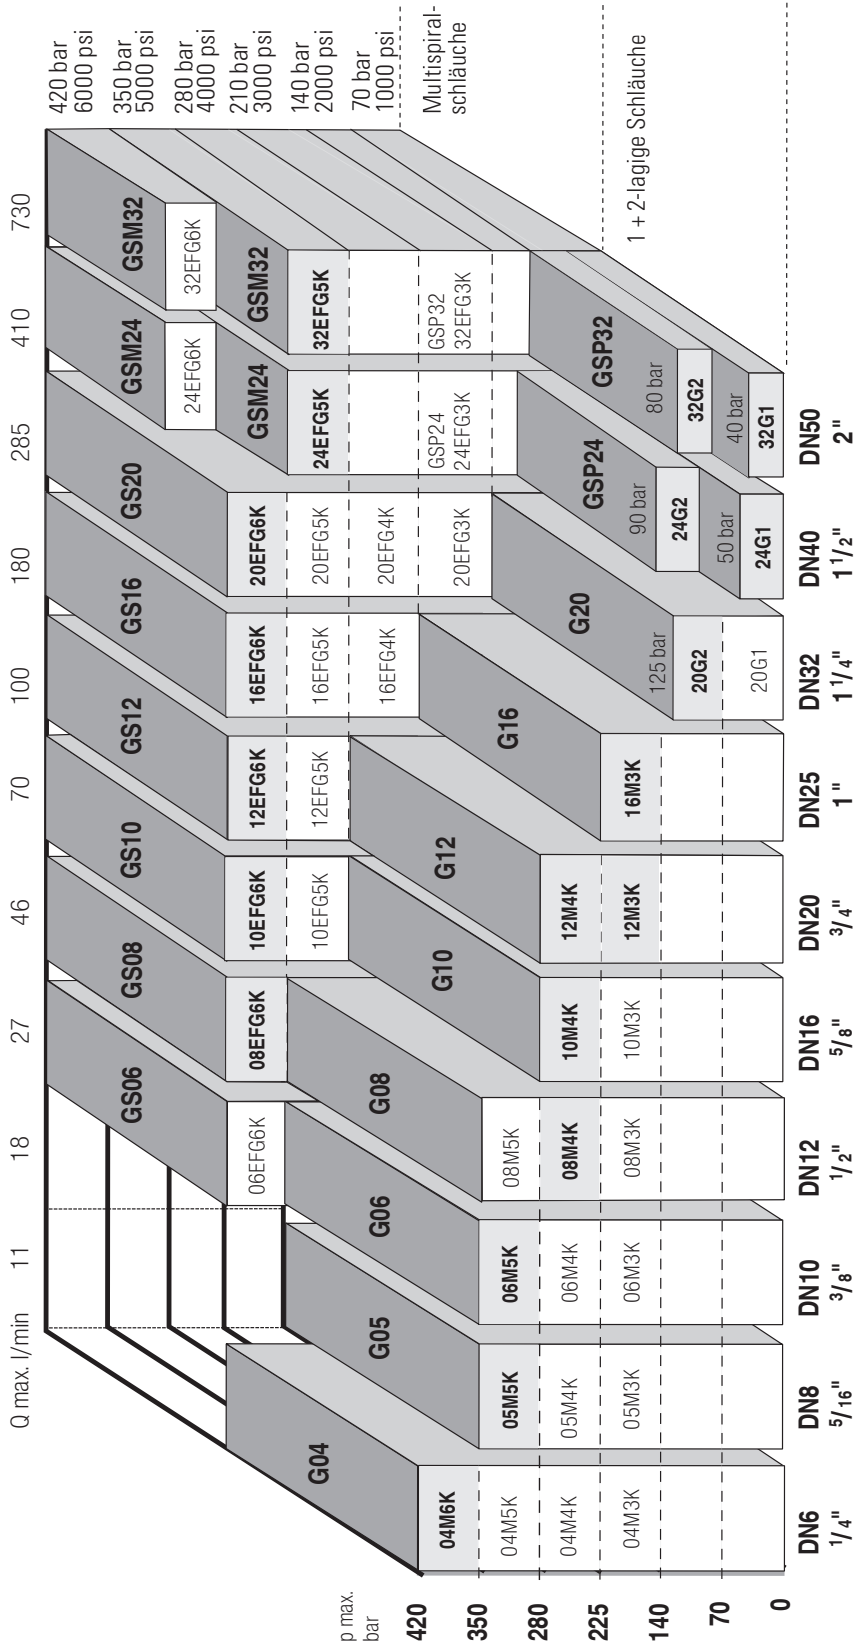 Q max. l/min 11 18 27 46 70 100 180 285 410 730
420 bar
6000 psi
350 bar
5000 psi
280 bar
4000 psi
210 bar
3000 psi
140 bar
2000 psi
70 bar
1000 psi
Multispiral-
schläuche
1 + 2-lagige Schläuche
GS06
GS08
GS10
GS12
GS16
GS20
GSM24
GSM32
24EFG6K
32EFG6K
GSM24
GSM32
06EFG6K
08EFG6K
10EFG6K
12EFG6K
16EFG6K
20EFG6K
10EFG5K
12EFG5K
16EFG5K
20EFG5K
24EFG5K
32EFG5K
16EFG4K
20EFG4K
20EFG3K
GSP24
24EFG3K
GSP32
32EFG3K
G04
G05
G06
G08
G10
G12
G16
G20
GSP24
GSP32
p max.
bar
420
350
280
225
140
70
0
04M6K
04M5K
04M4K
04M3K
05M5K
05M4K
05M3K
06M5K
06M4K
06M3K
08M5K
08M4K
08M3K
10M4K
10M3K
12M4K
12M3K
16M3K
125 bar
20G2
20G1
90 bar
24G2
50 bar
24G1
80 bar
32G2
40 bar
32G1
DN6 DN8 DN10 DN12 DN16 DN20 DN25 DN32 DN40 DN50
1/4" 5/16" 3/8" 1/2" 5/8" 3/4" 1" 1 1/4" 1 1/2" 2"